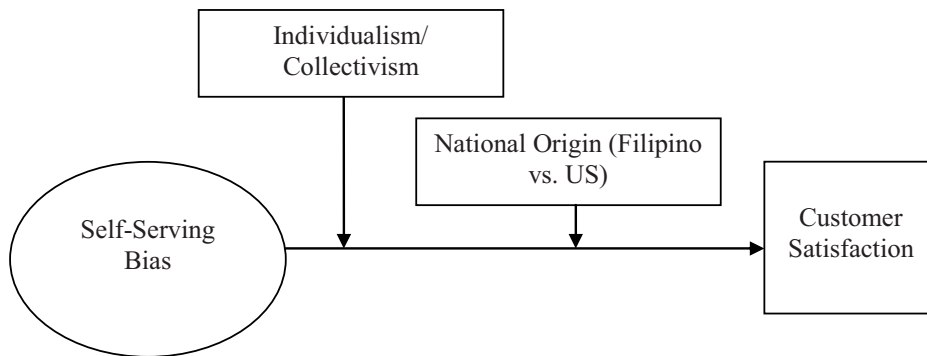 Individualism/
Collectivism
National Origin (Filipino
vs. US)
Self-Serving
Bias
Customer
Satisfaction